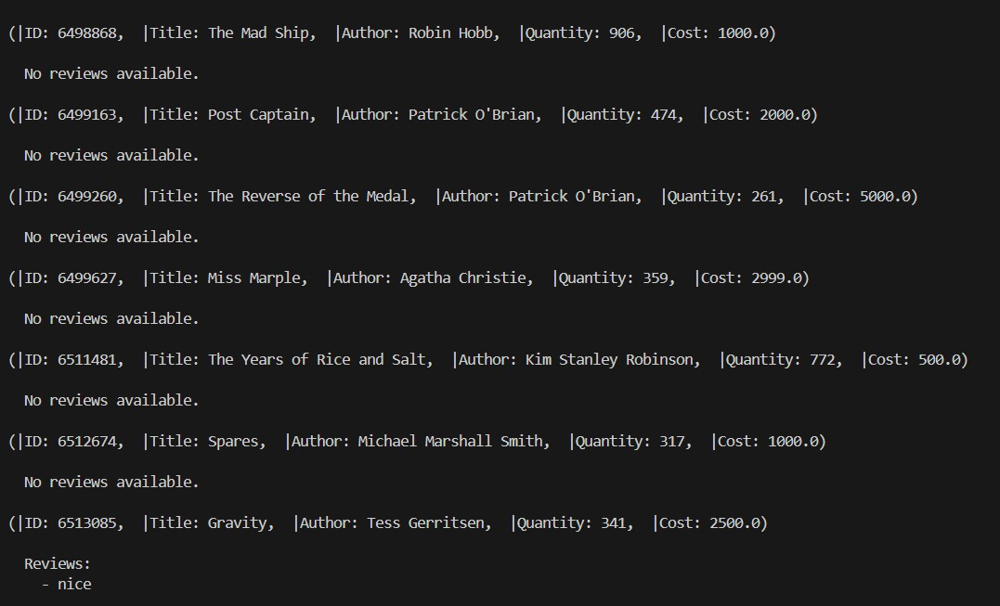 (|ID: 6498868,  |Title: The Mad Ship,  |Author: Robin Hobb,  |Quantity: 906,  |Cost: 1000.0)
No reviews available.
(|ID: 6499163,  |Title: Post Captain,  |Author: Patrick O'Brian,  |Quantity: 474,  |Cost: 2000.0)
No reviews available.
(|ID: 6499260,  |Title: The Reverse of the Medal,  |Author: Patrick O'Brian,  |Quantity: 261,  |Cost: 5000.0)
No reviews available.
(|ID: 6499627,  |Title: Miss Marple,  |Author: Agatha Christie,  |Quantity: 359,  |Cost: 2999.0)
No reviews available.
(|ID: 6511481,  |Title: The Years of Rice and Salt,  |Author: Kim Stanley Robinson,  |Quantity: 772,  |Cost: 500.0)
No reviews available.
(|ID: 6512674,  |Title: Spares,  |Author: Michael Marshall Smith,  |Quantity: 317,  |Cost: 1000.0)
No reviews available.
(|ID: 6513085,  |Title: Gravity,  |Author: Tess Gerritsen,  |Quantity: 341,  |Cost: 2500.0)
Reviews:
- nice